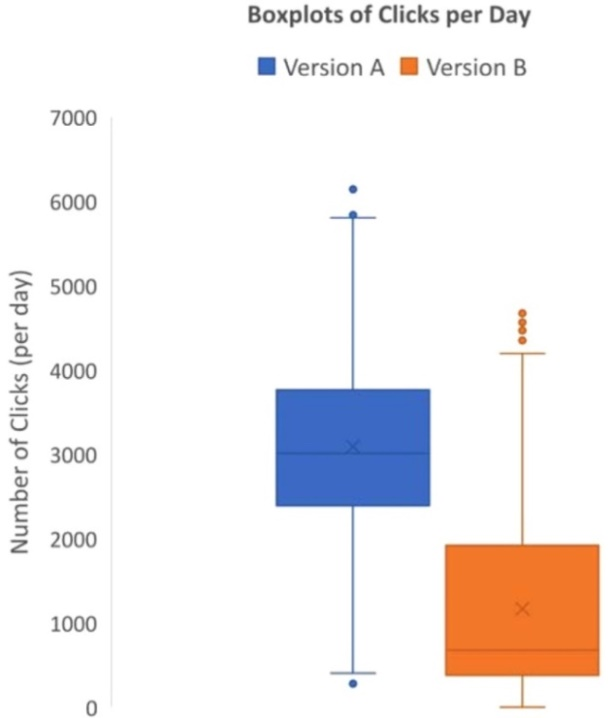 Boxplots of Clicks per Day
Version A Version B
Number of Clicks (per day)
7000
6000
5000
4000
3000
2000
1000
0